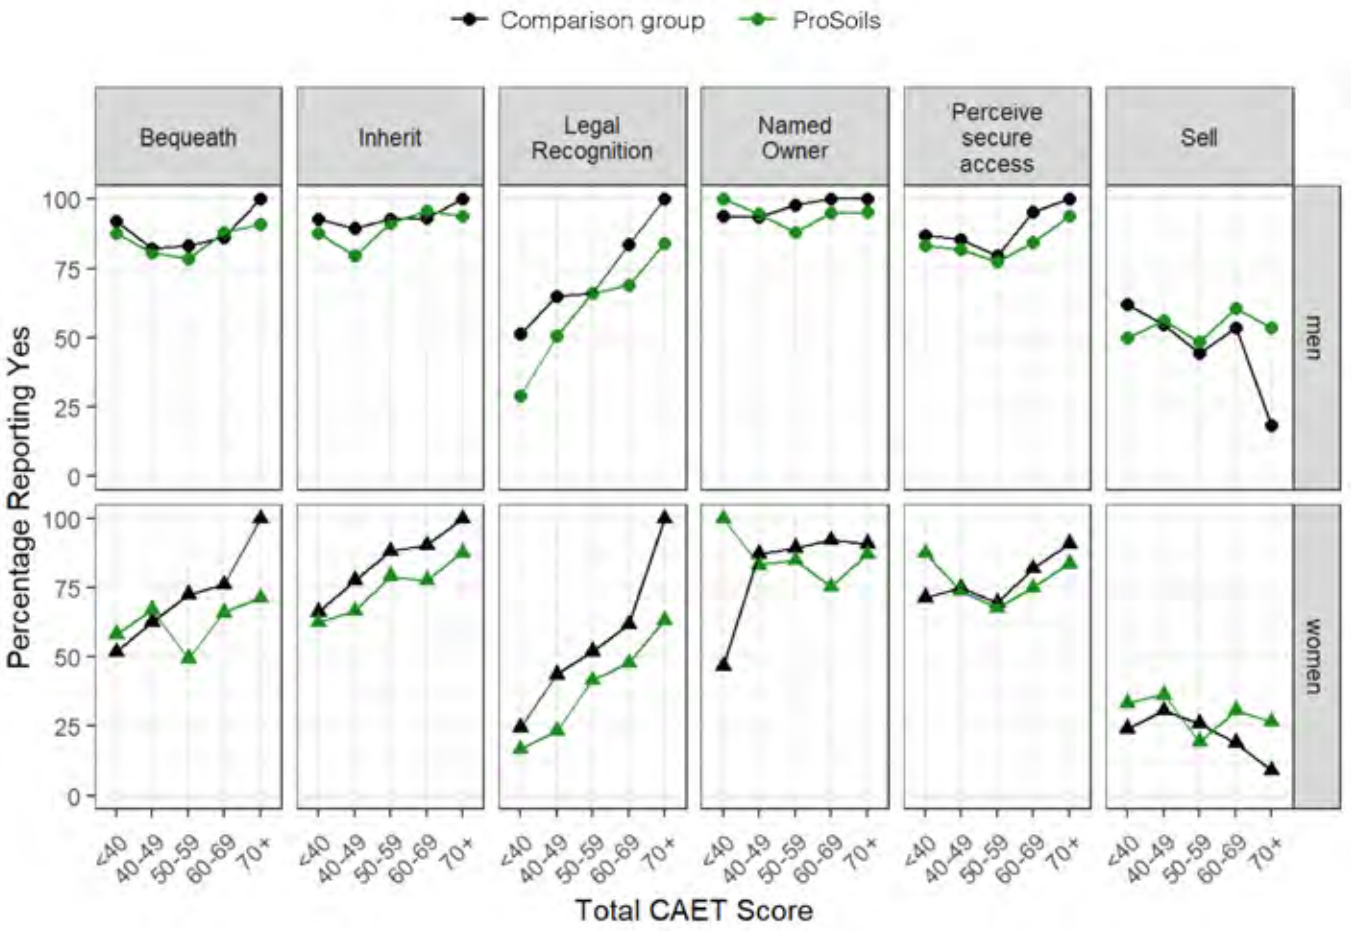 Comparison group ProSoils
Bequeath Inherit Legal Recognition Named Owner Perceive secure access Sell
Percentage Reporting Yes
100
75
50
25
0
men
100
75
50
25
0
women
<40 40-49 50-59 60-69 70+ <40 40-49 50-59 60-69 70+ <40 40-49 50-59 60-69 70+ <40 40-49 50-59 60-69 70+ <40 40-49 50-59 60-69 70+ <40 40-49 50-59 60-69 70+
Total CAET Score